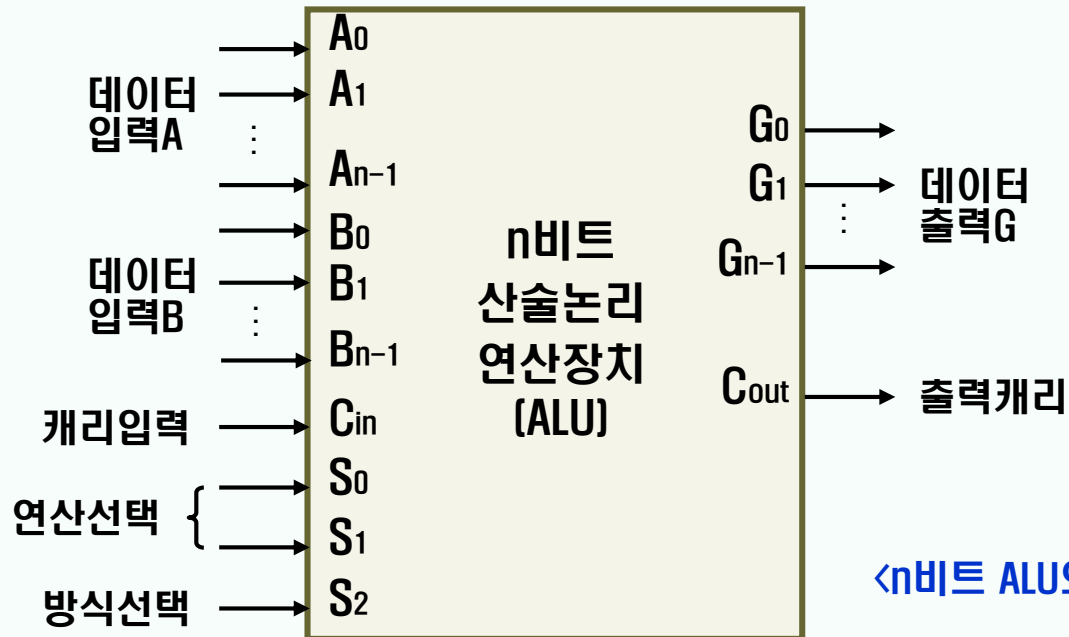 A0
데이터
입력A
A1
⋮
An-1
데이터
입력B
B0
B1
⋮
Bn-1
캐리입력
Cin
연산선택 {
S0
S1
방식선택
S2
n비트
산술논리
연산장치
(ALU)
G0
G1
⋮
Gn-1
데이터
출력G
Cout
출력캐리
<n비트 ALU